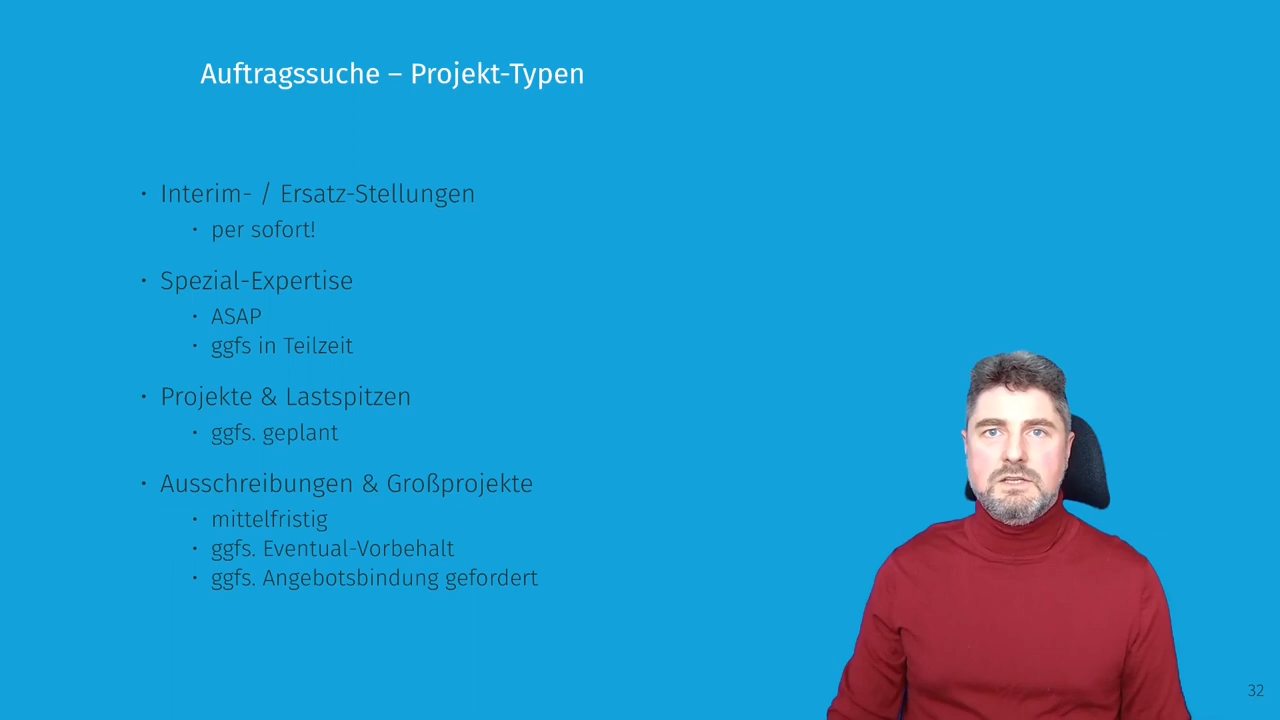 Auftragssuche – Projekt-Typen
• Interim- / Ersatz-Stellungen
• per sofort!
• Spezial-Expertise
• ASAP
• ggfs in Teilzeit
• Projekte & Lastspitzen
• ggfs. geplant
• Ausschreibungen & Großprojekte
• mittelfristig
• ggfs. Eventual-Vorbehalt
• ggfs. Angebotsbindung gefordert
32